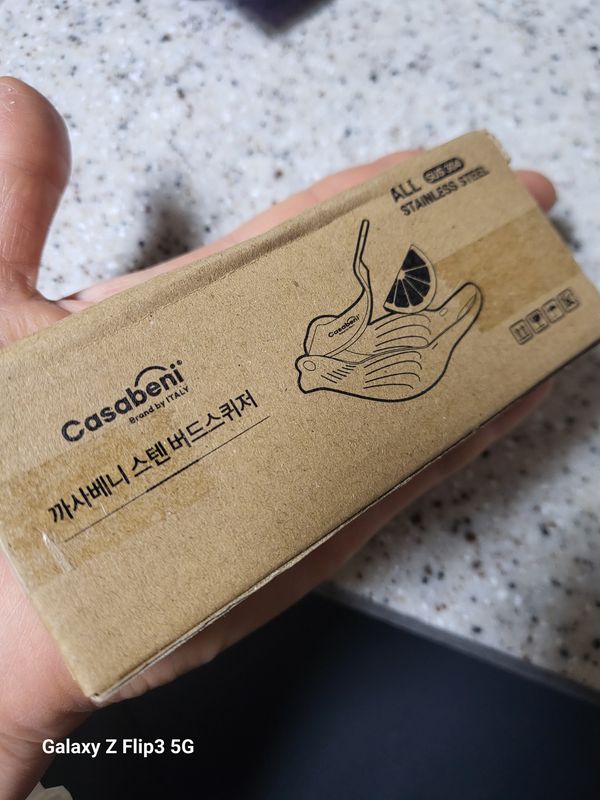 ALL SUS 304
STAINLESS STEEL
Casabeni
Casabeni
Brand by ITALY
까사베니 스텐 버드스퀴저
Galaxy Z Flip3 5G